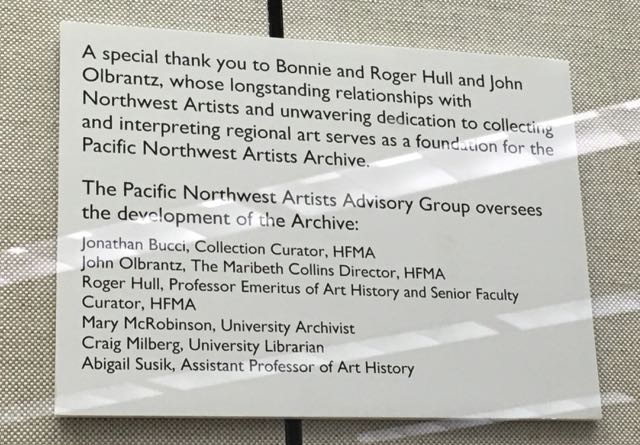 A special thank you to Bonnie and Roger Hull and John
Olbrantz, whose longstanding relationships with
Northwest Artists and unwavering dedication to collecting
and interpreting regional art serves as a foundation for the
Pacific Northwest Artists Archive.
The Pacific Northwest Artists Advisory Group oversees
the development of the Archive:
Jonathan Bucci, Collection Curator, HFMA
John Olbrantz, The Maribeth Collins Director, HFMA
Roger Hull, Professor Emeritus of Art History and Senior Faculty
Curator, HFMA
Mary McRobinson, University Archivist
Craig Milberg, University Librarian
Abigail Susik, Assistant Professor of Art History